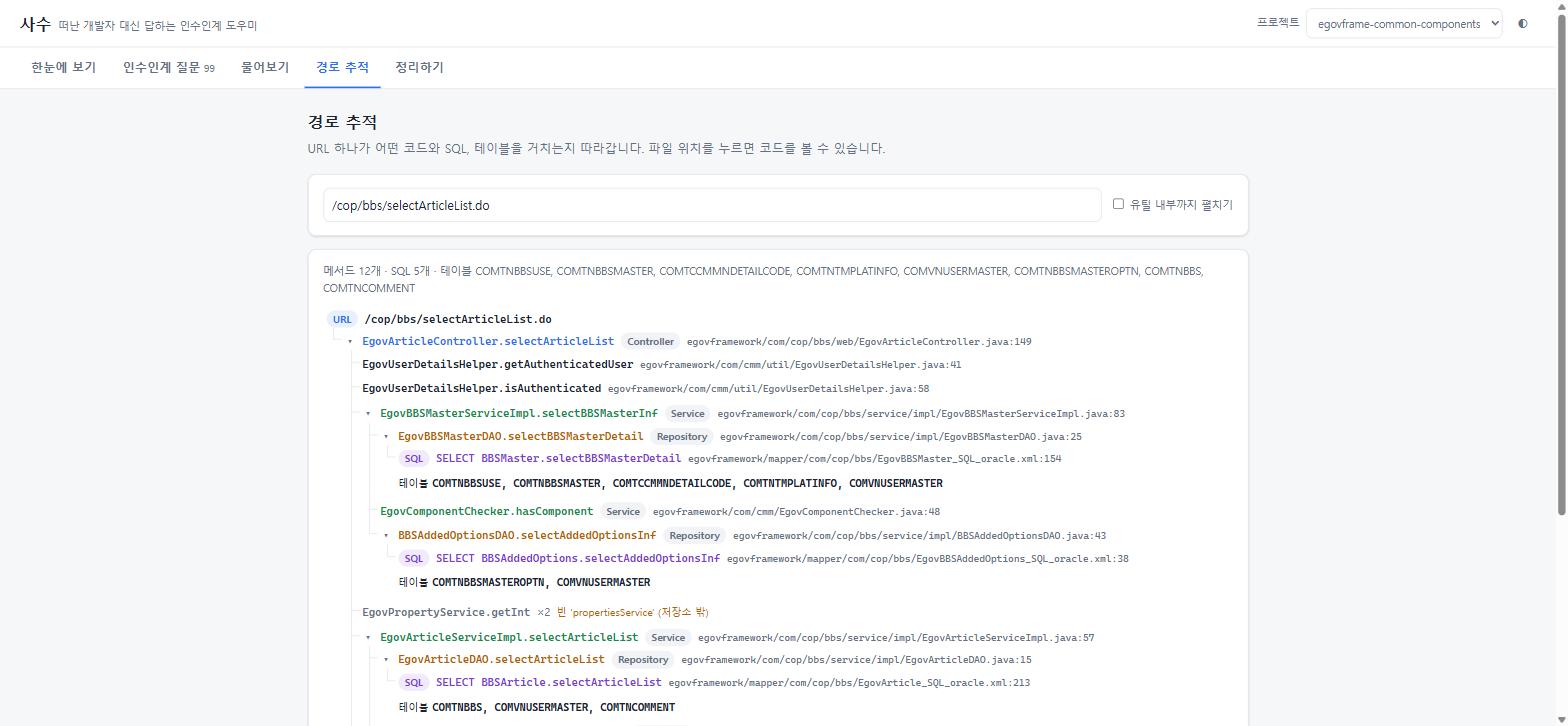 사수 떠난 개발자 대신 답하는 인수인계 도우미
프로젝트 egovframe-common-components
한눈에 보기 인수인계 질문 99 물어보기 경로 추적 정리하기
경로 추적
URL 하나가 어떤 코드와 SQL, 테이블을 거치는지 따라갑니다. 파일 위치를 누르면 코드를 볼 수 있습니다.
/cop/bbs/selectArticleList.do 유틸 내부까지 펼치기
메서드 12개 · SQL 5개 · 테이블 COMTNBBSUSE, COMTNBBSMASTER, COMTCCMMNDETAILCODE, COMTNTMPLATINFO, COMVNUSERMASTER, COMTNBBSMASTEROPTN, COMTNBBS,
COMTNCOMMENT
URL /cop/bbs/selectArticleList.do
EgovArticleController.selectArticleList Controller egovframework/com/cop/bbs/web/EgovArticleController.java:149
EgovUserDetailsHelper.getAuthenticatedUser egovframework/com/cmm/util/EgovUserDetailsHelper.java:41
EgovUserDetailsHelper.isAuthenticated egovframework/com/cmm/util/EgovUserDetailsHelper.java:58
EgovBBSMasterServiceImpl.selectBBSMasterInf Service egovframework/com/cop/bbs/service/impl/EgovBBSMasterServiceImpl.java:83
EgovBBSMasterDAO.selectBBSMasterDetail Repository egovframework/com/cop/bbs/service/impl/EgovBBSMasterDAO.java:25
SQL SELECT BBSMaster.selectBBSMasterDetail egovframework/mapper/com/cop/bbs/EgovBBSMaster_SQL_oracle.xml:154
테이블 COMTNBBSUSE, COMTNBBSMASTER, COMTCCMMNDETAILCODE, COMTNTMPLATINFO, COMVNUSERMASTER
EgovComponentChecker.hasComponent Service egovframework/com/cmm/EgovComponentChecker.java:48
BBSAddedOptionsDAO.selectAddedOptionsInf Repository egovframework/com/cop/bbs/service/impl/BBSAddedOptionsDAO.java:43
SQL SELECT BBSAddedOptions.selectAddedOptionsInf egovframework/mapper/com/cop/bbs/EgovBBSAddedOptions_SQL_oracle.xml:38
테이블 COMTNBBSMASTEROPTN, COMVNUSERMASTER
EgovPropertyService.getInt ×2 빈 'propertiesService' (저장소 밖)
EgovArticleServiceImpl.selectArticleList Service egovframework/com/cop/bbs/service/impl/EgovArticleServiceImpl.java:57
EgovArticleDAO.selectArticleList Repository egovframework/com/cop/bbs/service/impl/EgovArticleDAO.java:15
SQL SELECT BBSArticle.selectArticleList egovframework/mapper/com/cop/bbs/EgovArticle_SQL_oracle.xml:213
테이블 COMTNBBS, COMVNUSERMASTER, COMTNCOMMENT